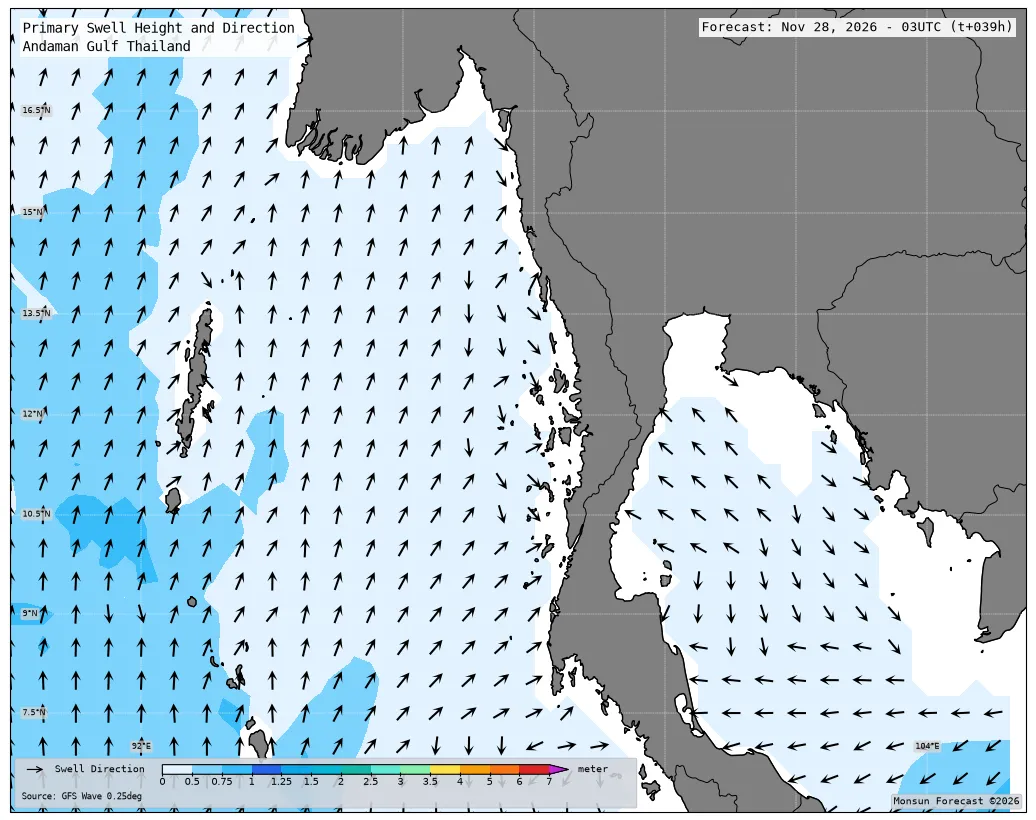 Primary Swell Height and Direction
Andaman Gulf Thailand
Forecast: Nov 28, 2026 - 03UTC (t+039h)
16.5°N
15°N
13.5°N
12°N
10.5°N
9°N
7.5°N
92°E
104°E
Swell Direction
meter
0 0.5 0.75 1 1.25 1.5 2 2.5 3 3.5 4 5 6 7
Source: GFS Wave 0.25deg
Monsun Forecast ©2026